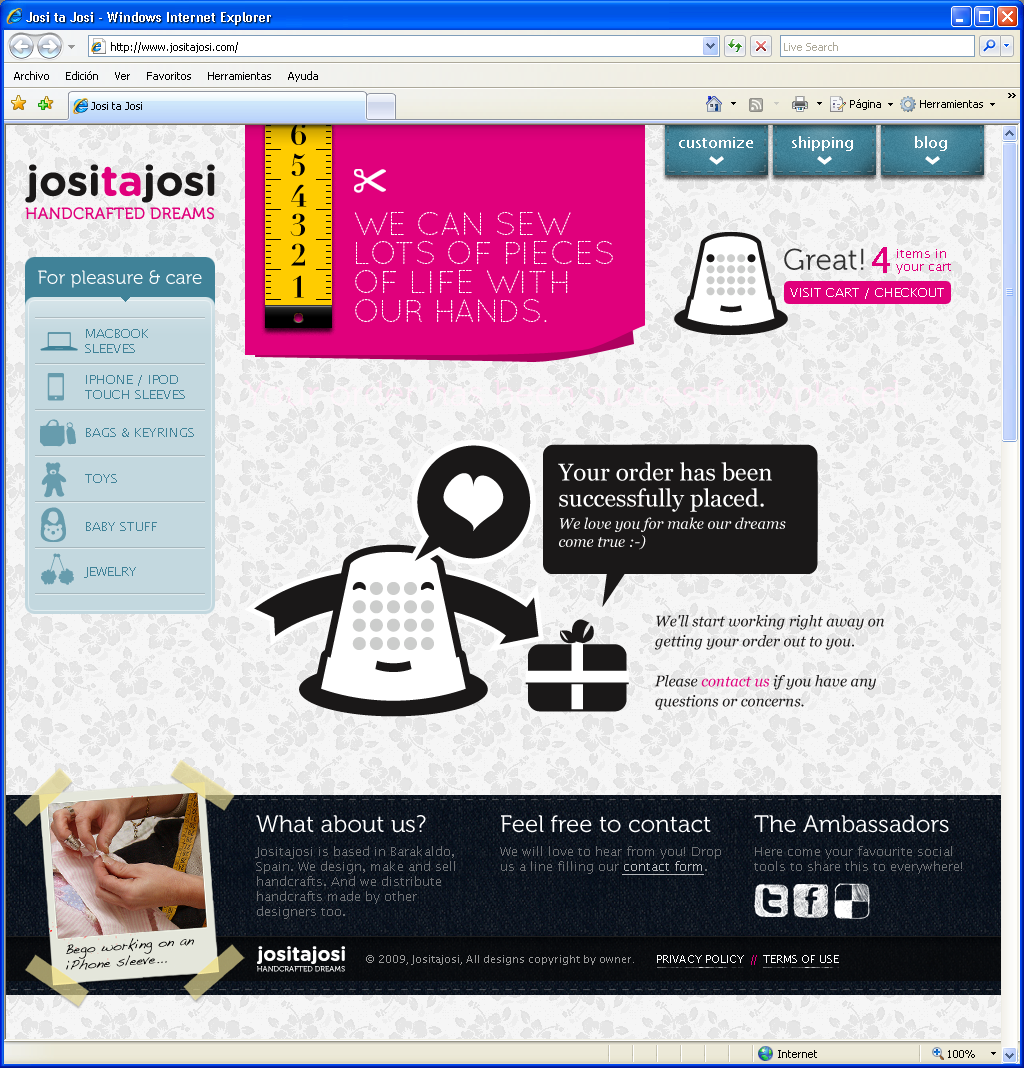 Josi ta Josi - Windows Internet Explorer
http://www.jositajosi.com/
Live Search
Archivo Edición Ver Favoritos Herramientas Ayuda
Josi ta Josi
Página
Herramientas
jositajosi
HANDCRAFTED DREAMS
6
5
4
3
2
1
WE CAN SEW
LOTS OF PIECES
OF LIFE WITH
OUR HANDS.
customize
shipping
blog
Great! 4 items in
your cart
VISIT CART / CHECKOUT
For pleasure & care
MACBOOK
SLEEVES
IPHONE / IPOD
TOUCH SLEEVES
BAGS & KEYRINGS
TOYS
BABY STUFF
JEWELRY
Your order has been
successfully placed.
We love you for make our dreams
come true :-)
We'll start working right away on
getting your order out to you.
Please contact us if you have any
questions or concerns.
Bego working on an
iPhone sleeve...
What about us?
Jositajosi is based in Barakaldo,
Spain. We design, make and sell
handcrafts. And we distribute
handcrafts made by other
designers too.
Feel free to contact
We will love to hear from you! Drop
us a line filling our contact form.
The Ambassadors
Here come your favourite social
tools to share this to everywhere!
jositajosi
HANDCRAFTED DREAMS
© 2009, Jositajosi, All designs copyright by owner.
PRIVACY POLICY // TERMS OF USE
Internet
100%